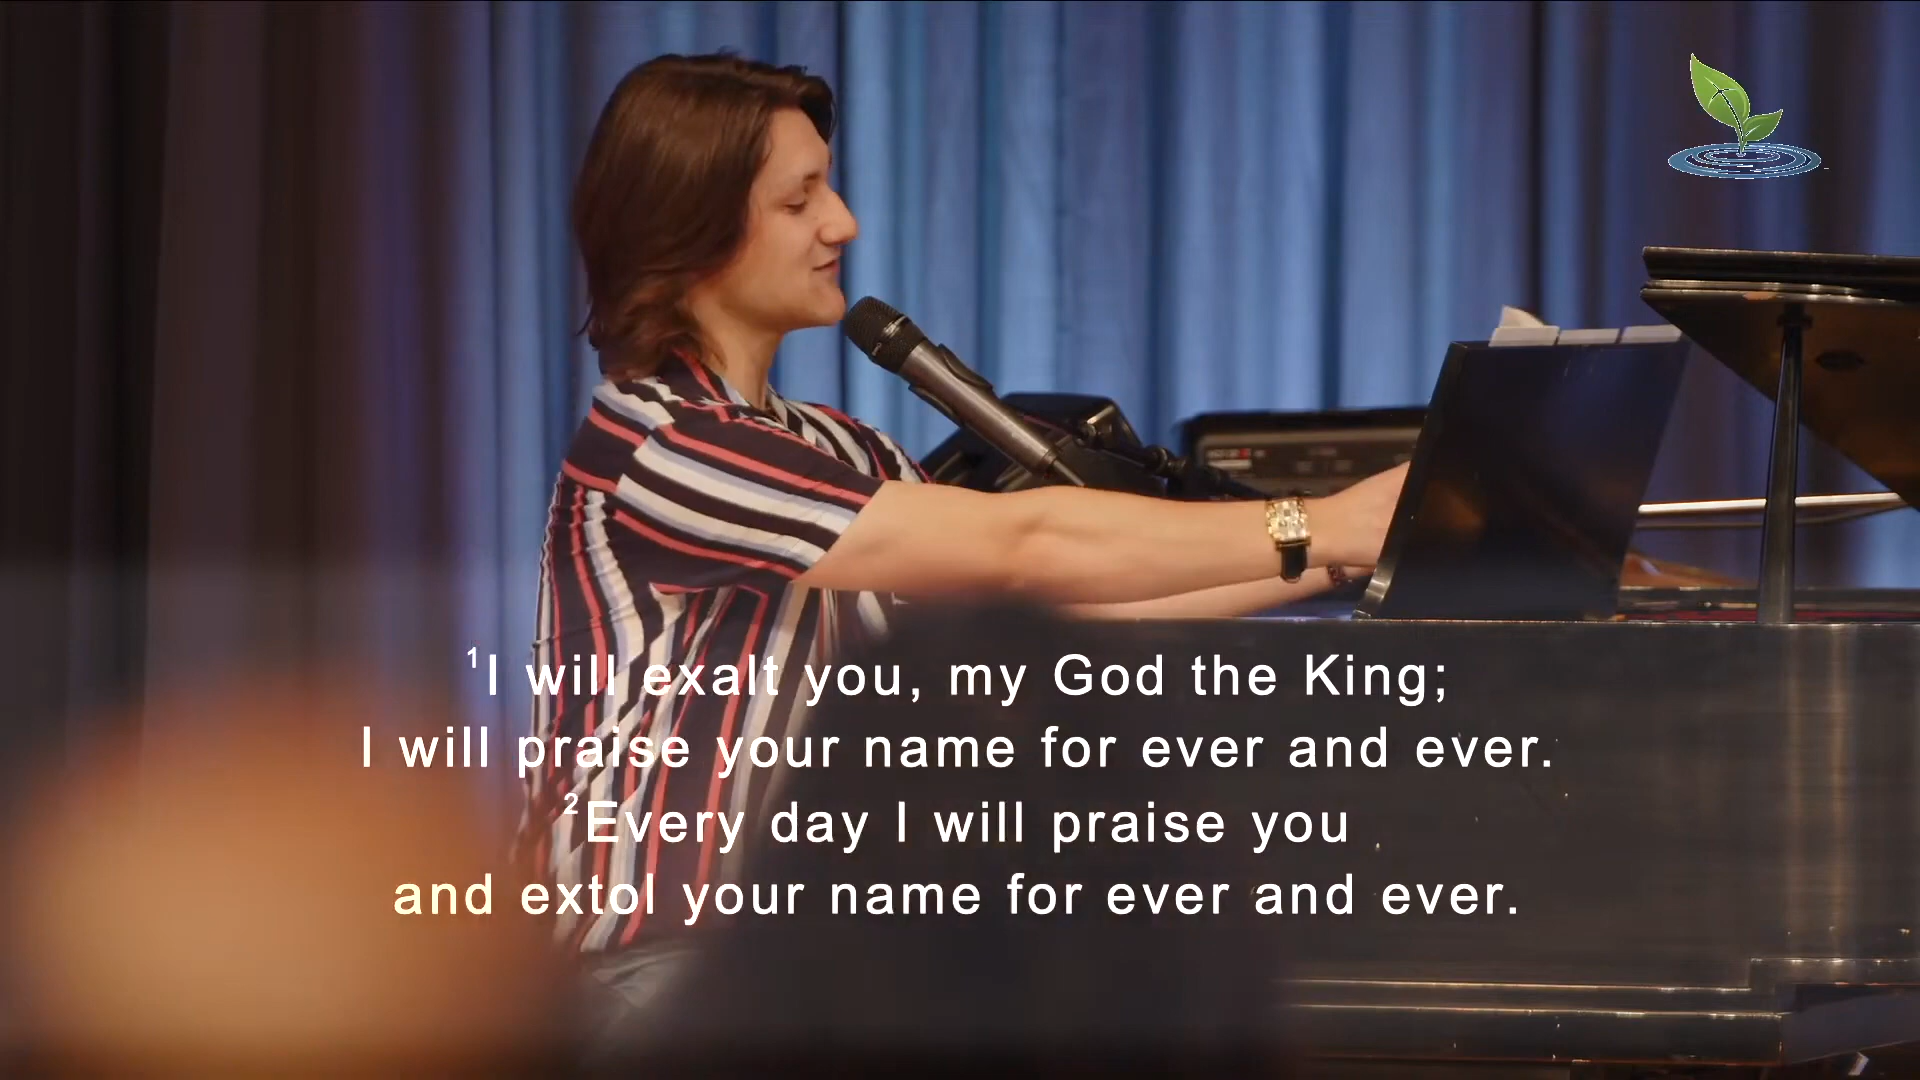 ¹I will exalt you, my God the King;
I will praise your name for ever and ever.
²Every day I will praise you
and extol your name for ever and ever.